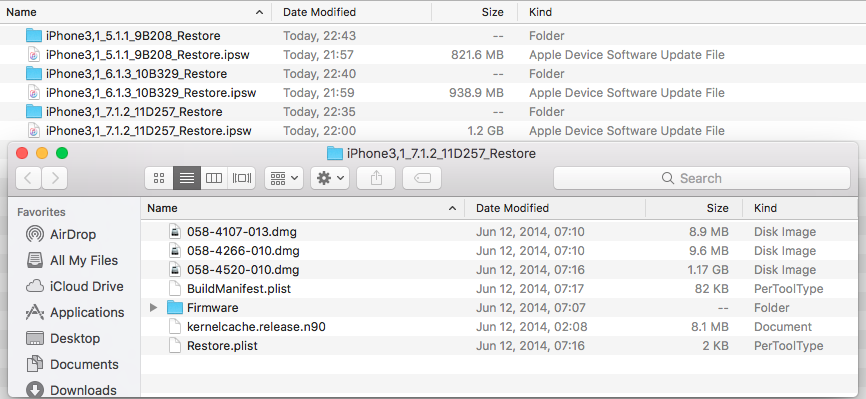 Name Date Modified Size Kind
iPhone3,1_5.1.1_9B208_Restore Today, 22:43 -- Folder
iPhone3,1_5.1.1_9B208_Restore.ipsw Today, 21:57 821.6 MB Apple Device Software Update File
iPhone3,1_6.1.3_10B329_Restore Today, 22:40 -- Folder
iPhone3,1_6.1.3_10B329_Restore.ipsw Today, 21:59 938.9 MB Apple Device Software Update File
iPhone3,1_7.1.2_11D257_Restore Today, 22:35 -- Folder
iPhone3,1_7.1.2_11D257_Restore.ipsw Today, 22:00 1.2 GB Apple Device Software Update File
iPhone3,1_7.1.2_11D257_Restore
Search
Favorites
AirDrop
All My Files
iCloud Drive
Applications
Desktop
Documents
Downloads
Name Date Modified Size Kind
058-4107-013.dmg Jun 12, 2014, 07:10 8.9 MB Disk Image
058-4266-010.dmg Jun 12, 2014, 07:10 9.6 MB Disk Image
058-4520-010.dmg Jun 12, 2014, 07:16 1.17 GB Disk Image
BuildManifest.plist Jun 12, 2014, 07:17 82 KB PerToolType
Firmware Jun 12, 2014, 07:07 -- Folder
kernelcache.release.n90 Jun 12, 2014, 02:08 8.1 MB Document
Restore.plist Jun 12, 2014, 07:16 2 KB PerToolType